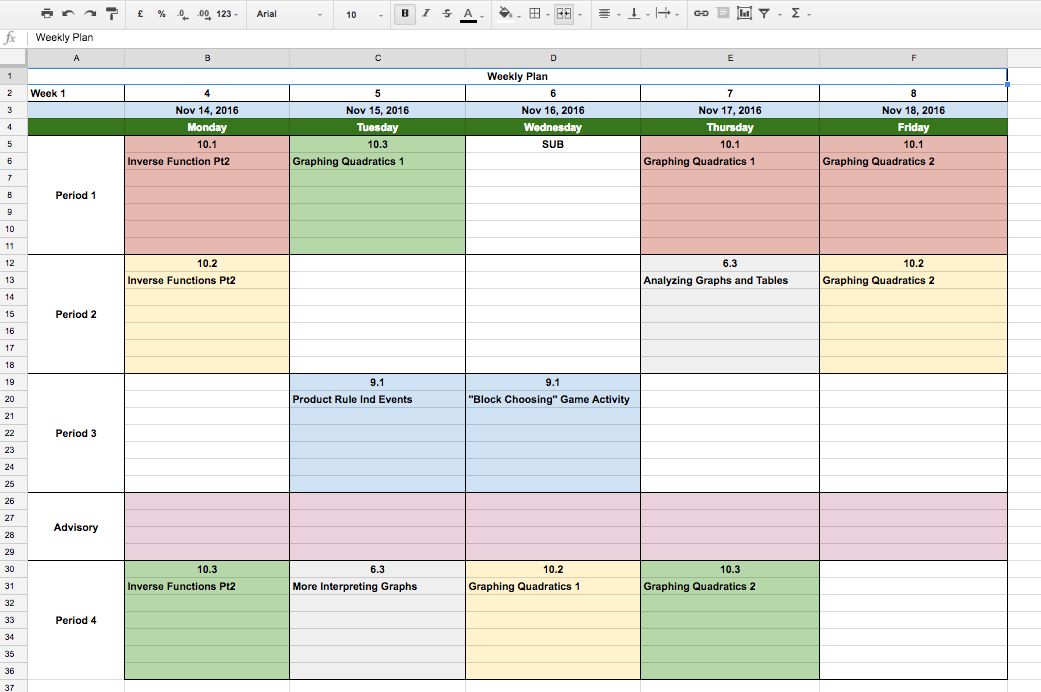 £ % .0 .00 123 Arial 10 B I S A Σ
fx Weekly Plan
A B C D E F
1 Weekly Plan
2 Week 1 4 5 6 7 8
3 Nov 14, 2016 Nov 15, 2016 Nov 16, 2016 Nov 17, 2016 Nov 18, 2016
4 Monday Tuesday Wednesday Thursday Friday
5 10.1 10.3 SUB 10.1 10.1
6 Inverse Function Pt2 Graphing Quadratics 1 Graphing Quadratics 1 Graphing Quadratics 2
7
8 Period 1
9
10
11
12 10.2 6.3 10.2
13 Inverse Functions Pt2 Analyzing Graphs and Tables Graphing Quadratics 2
14
15 Period 2
16
17
18
19 9.1 9.1
20 Product Rule Ind Events "Block Choosing" Game Activity
21
22 Period 3
23
24
25
26
27
28 Advisory
29
30 10.3 6.3 10.2 10.3
31 Inverse Functions Pt2 More Interpreting Graphs Graphing Quadratics 1 Graphing Quadratics 2
32
33 Period 4
34
35
36
37